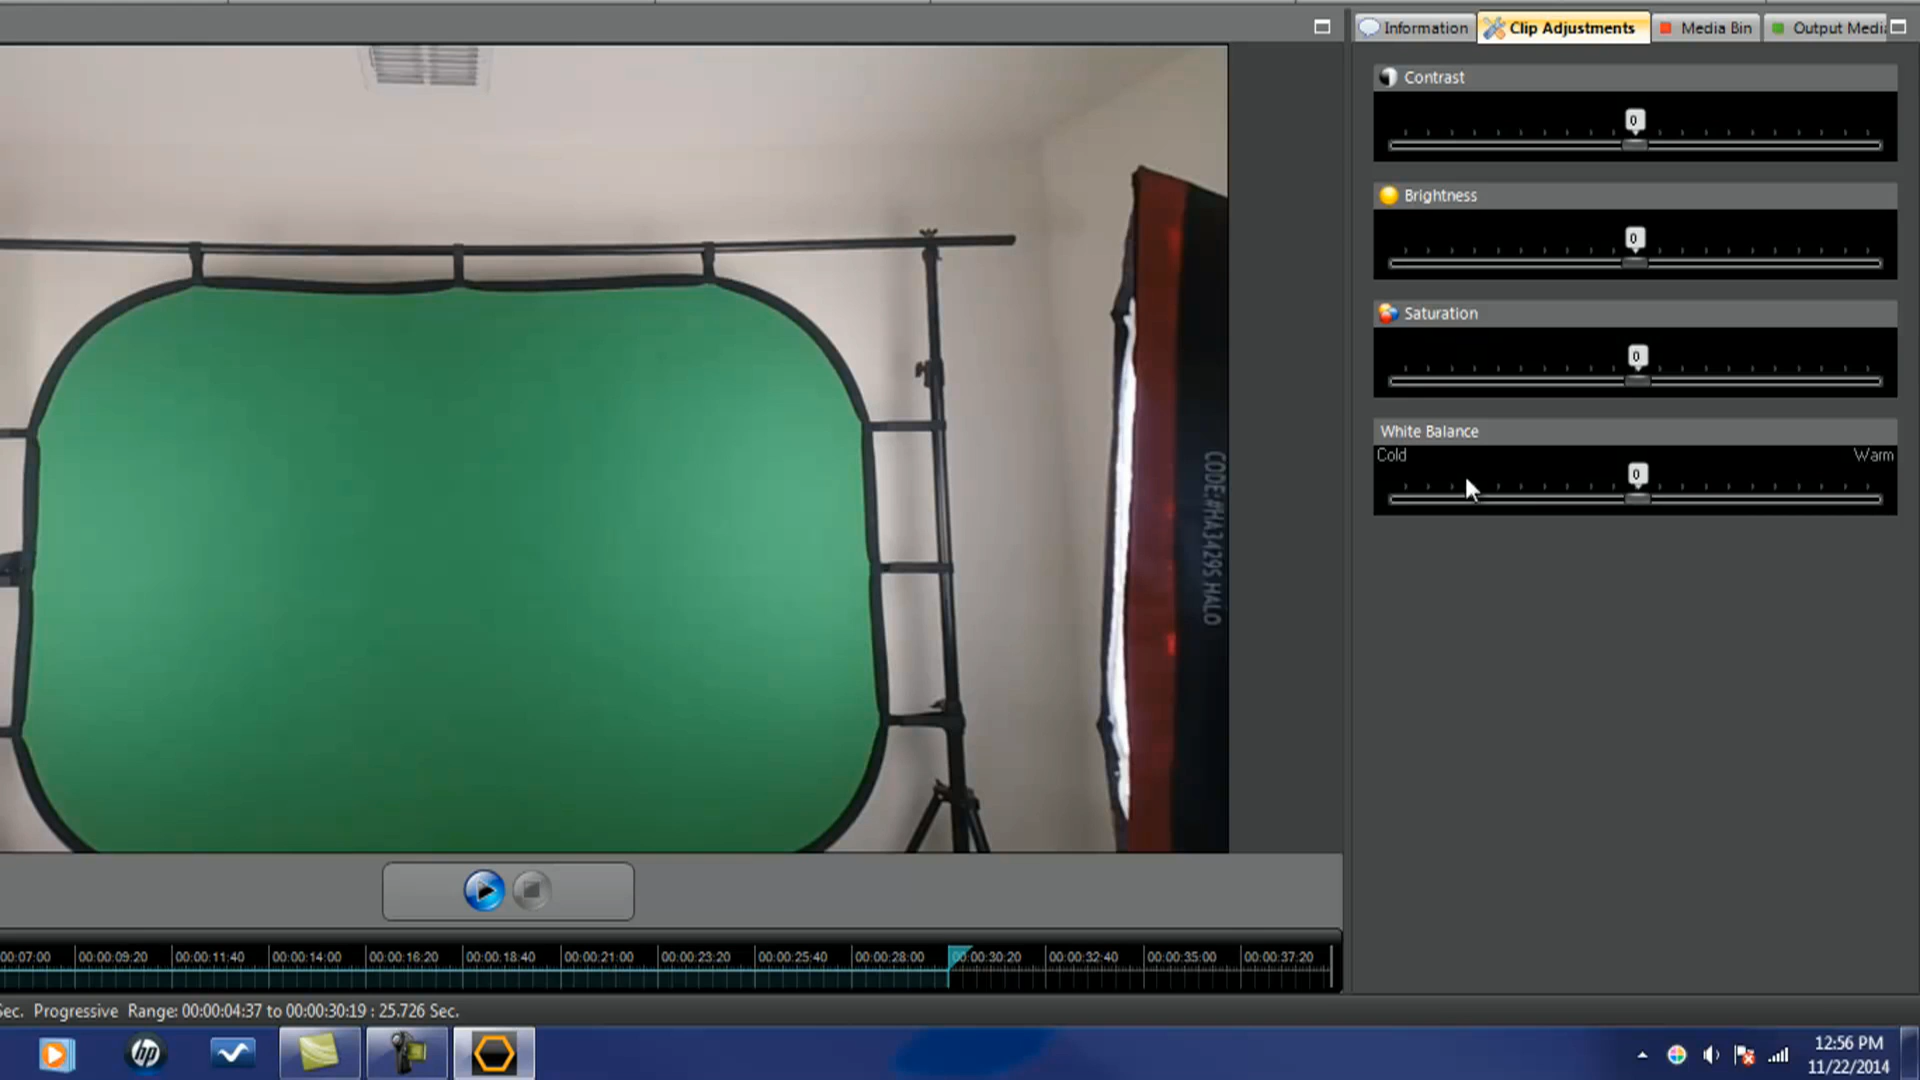 Information
Clip Adjustments
Media Bin
Output Medi
Contrast
0
Brightness
0
Saturation
0
White Balance
Cold
Warm
0
CODE:#HA3429S HALO
00:07:00
00:00:09:20
00:00:11:40
00:00:14:00
00:00:16:20
00:00:18:40
00:00:21:00
00:00:23:20
00:00:25:40
00:00:28:00
00:00:30:20
00:00:32:40
00:00:35:00
00:00:37:20
Sec. Progressive Range: 00:00:04:37 to 00:00:30:19 : 25.726 Sec.
hp
12:56 PM
11/22/2014